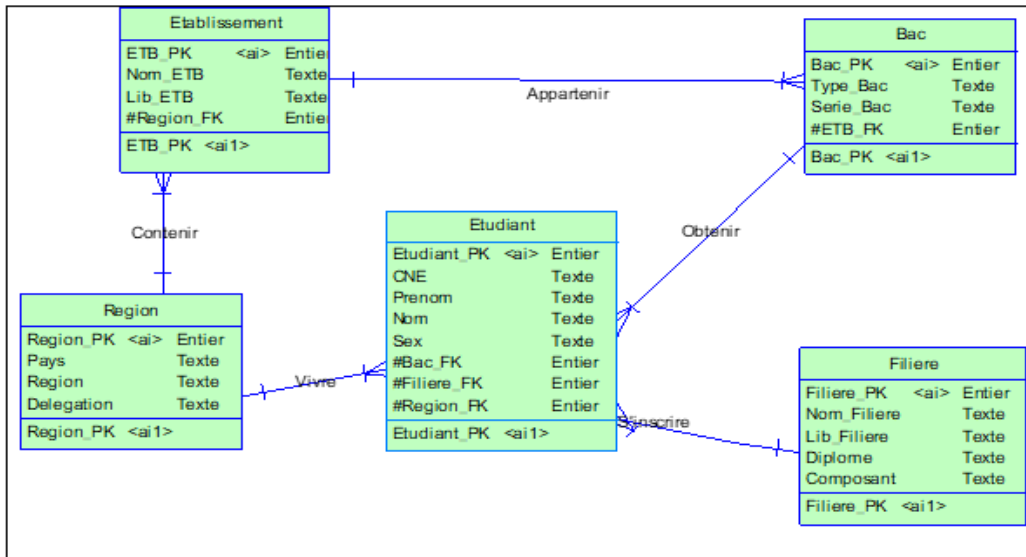 Etablissement
ETB_PK <ai> Entier
Nom_ETB Texte
Lib_ETB Texte
#Region_FK Entier
ETB_PK <ai1>
Bac
Bac_PK <ai> Entier
Type_Bac Texte
Serie_Bac Texte
#ETB_FK Entier
Bac_PK <ai1>
Appartenir
Contenir
Obtenir
Etudiant
Etudiant_PK <ai> Entier
CNE Texte
Prenom Texte
Nom Texte
Sex Texte
#Bac_FK Entier
#Filiere_FK Entier
#Region_FK Entier
Etudiant_PK <ai1>
Region
Region_PK <ai> Entier
Pays Texte
Region Texte
Delegation Texte
Region_PK <ai1>
Vivre
S'inscrire
Filiere
Filiere_PK <ai> Entier
Nom_Filiere Texte
Lib_Filiere Texte
Diplome Texte
Composant Texte
Filiere_PK <ai1>